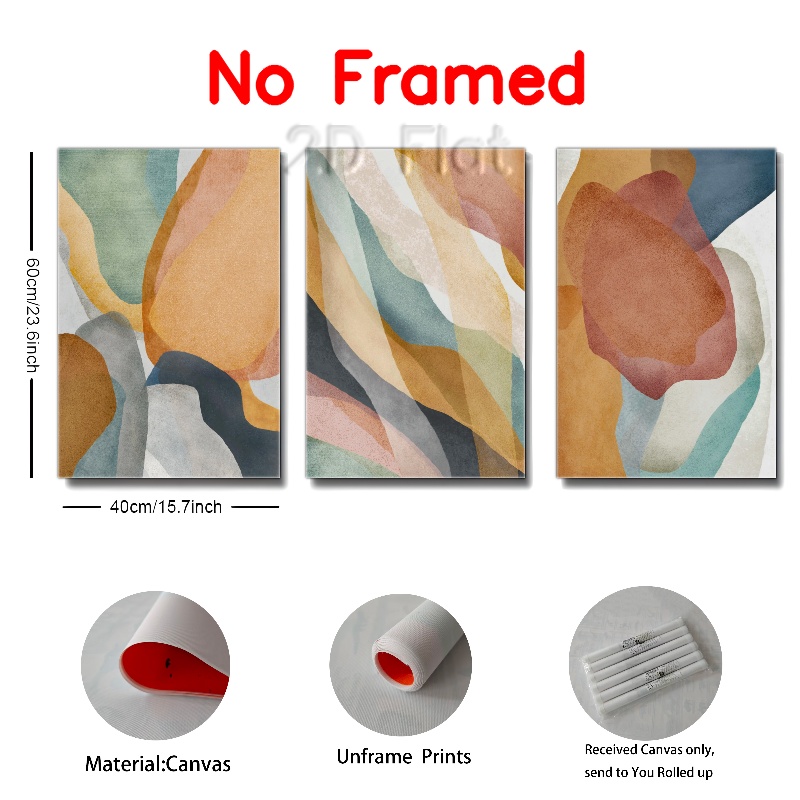 No Framed
2D Flat
60cm/23.6inch
40cm/15.7inch
Material:Canvas
Unframe Prints
Received Canvas only,
send to You Rolled up